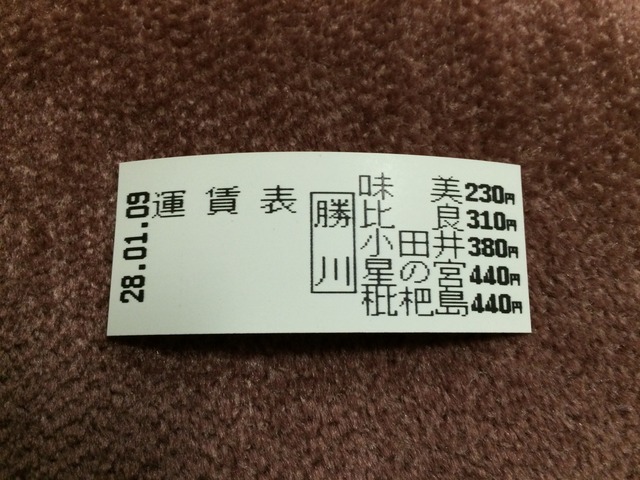 28.01.09
運賃表
勝川
味美230円
比良310円
小田井380円
星の宮440円
枇杷島440円